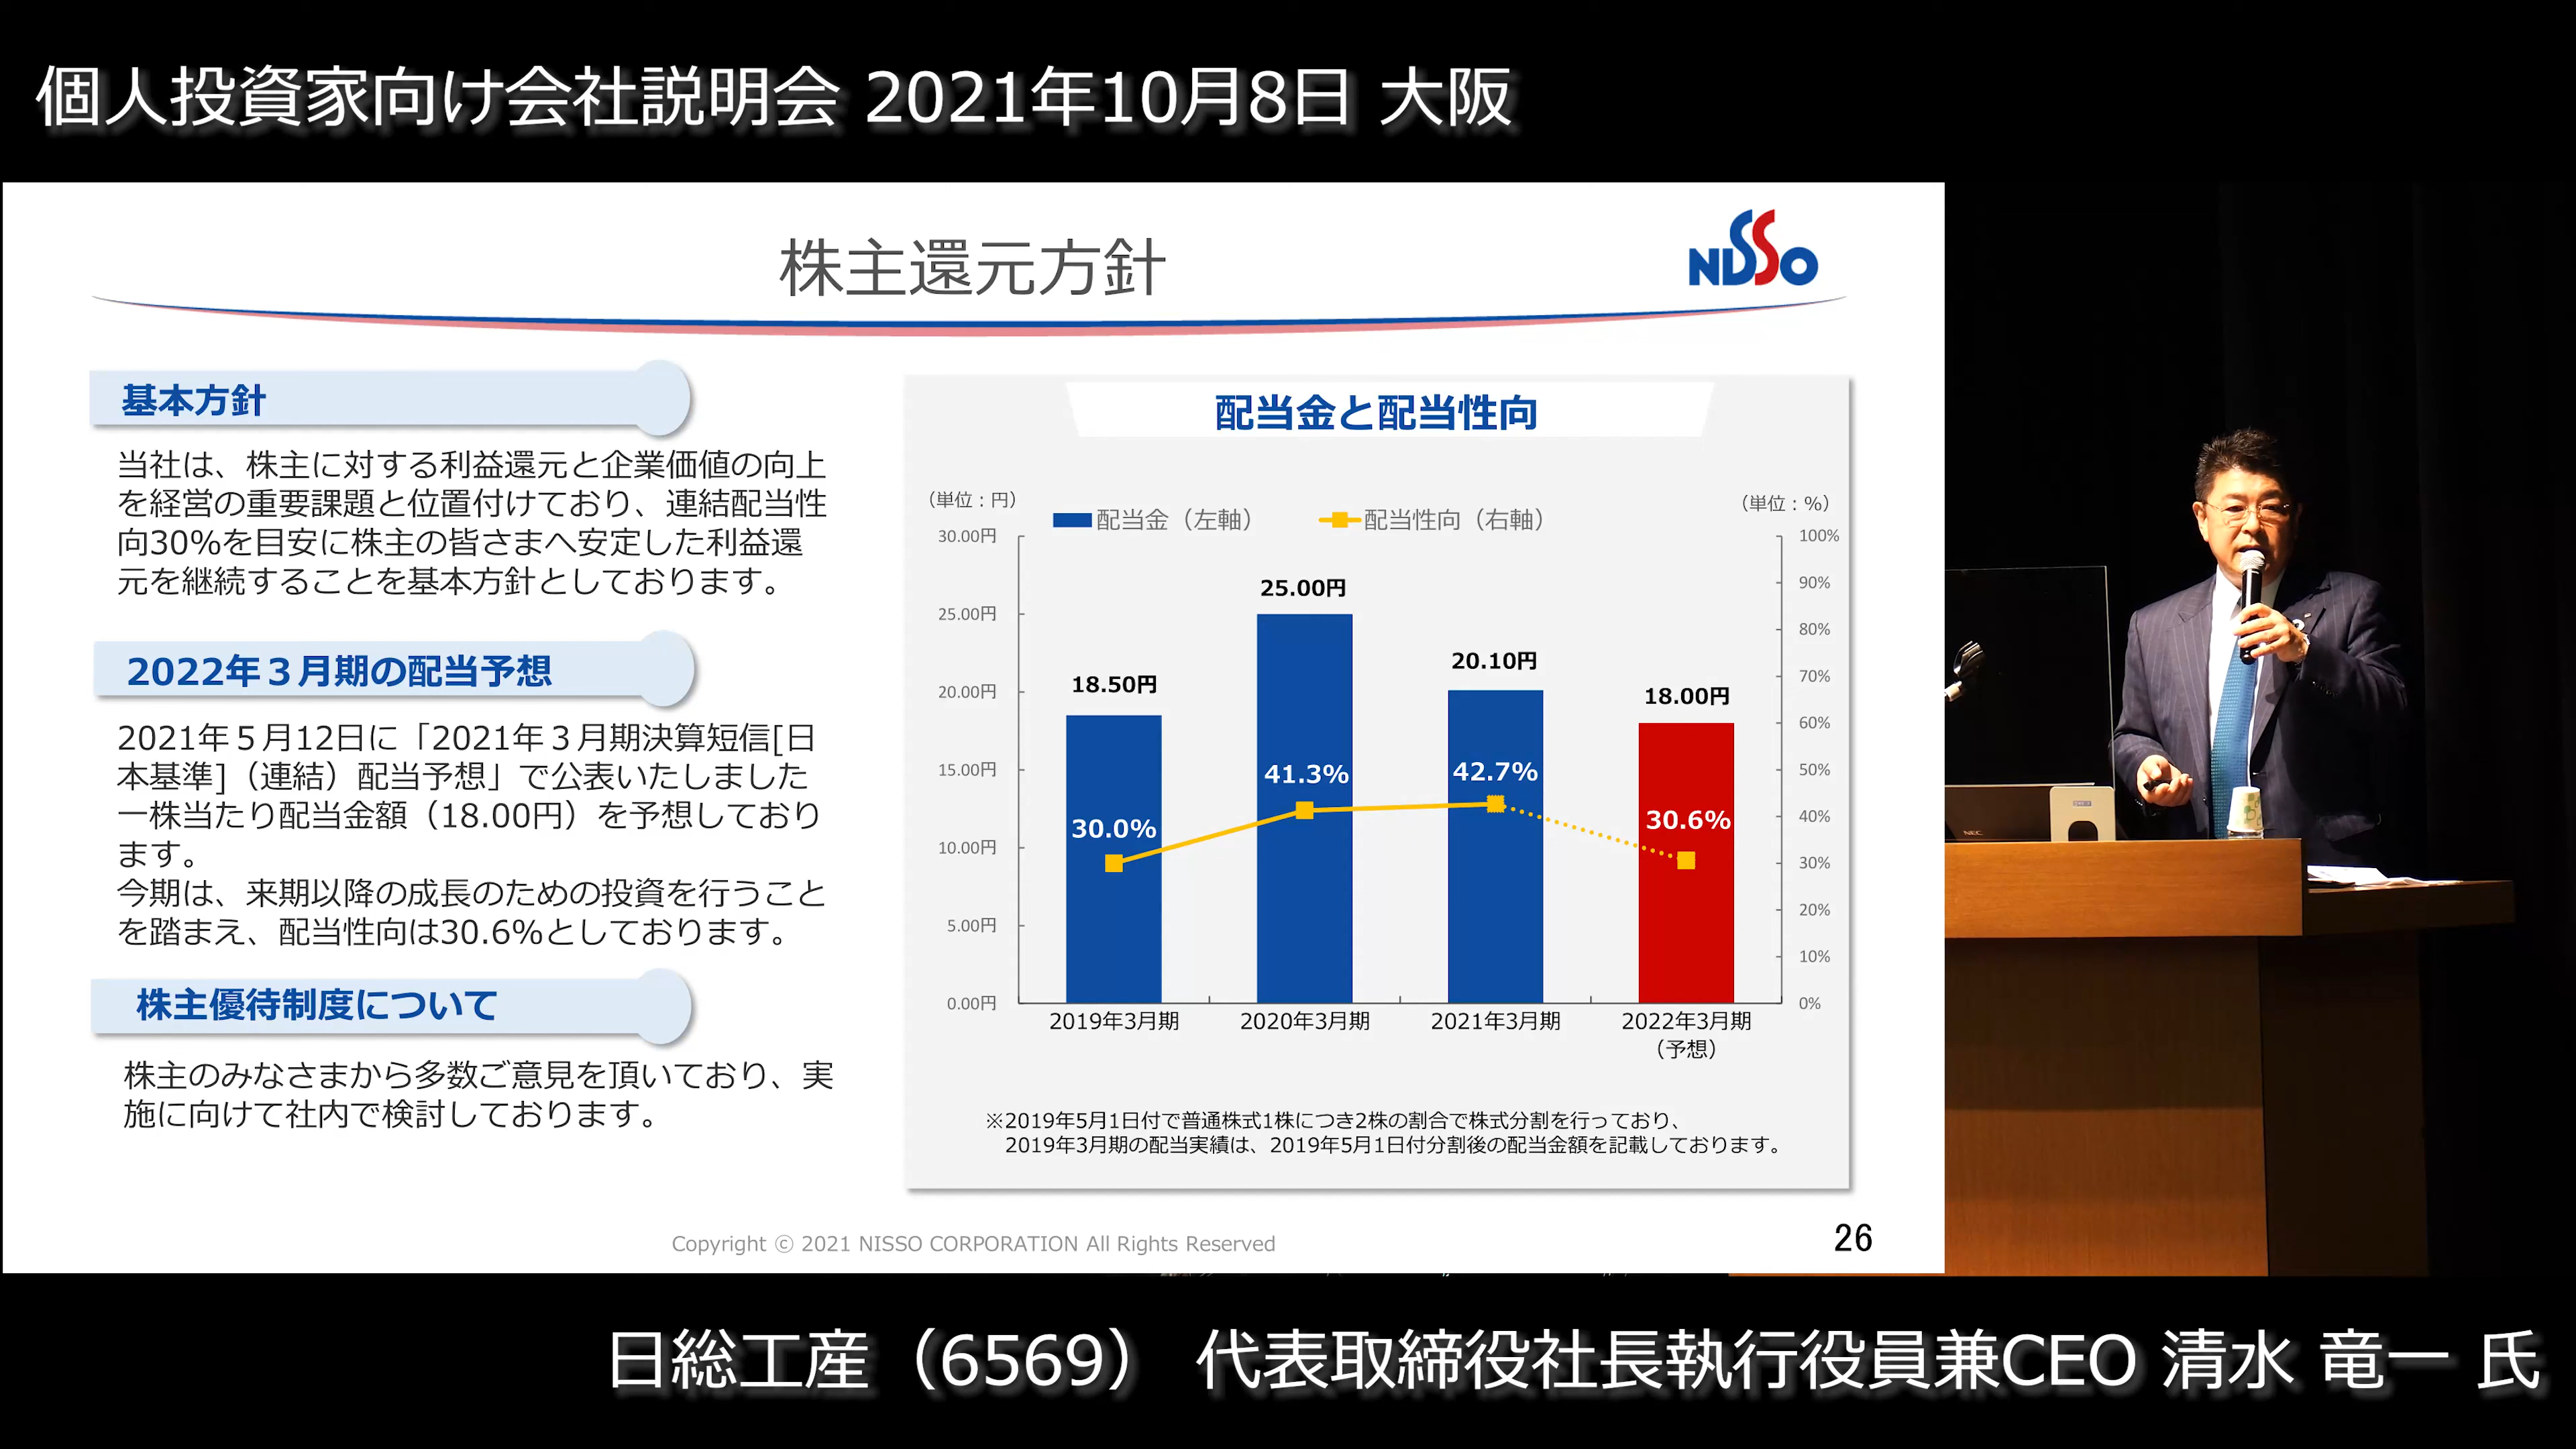 個人投資家向け会社説明会 2021年10月8日 大阪
株主還元方針
NISSO
基本方針
当社は、株主に対する利益還元と企業価値の向上
を経営の重要課題と位置付けており、連結配当性
向30%を目安に株主の皆さまへ安定した利益還
元を継続することを基本方針としております。
2022年3月期の配当予想
2021年5月12日に「2021年3月期決算短信[日
本基準]（連結）配当予想」で公表いたしました
一株当たり配当金額（18.00円）を予想しており
ます。
今期は、来期以降の成長のための投資を行うこと
を踏まえ、配当性向は30.6%としております。
株主優待制度について
株主のみなさまから多数ご意見を頂いており、実
施に向けて社内で検討しております。
配当金と配当性向
（単位：円）
（単位：%）
配当金（左軸） 配当性向（右軸）
30.00円
25.00円
20.00円
15.00円
10.00円
5.00円
0.00円
18.50円
25.00円
20.10円
18.00円
30.0%
41.3%
42.7%
30.6%
100%
90%
80%
70%
60%
50%
40%
30%
20%
10%
0%
2019年3月期 2020年3月期 2021年3月期 2022年3月期
（予想）
※2019年5月1日付で普通株式1株につき2株の割合で株式分割を行っており、
2019年3月期の配当実績は、2019年5月1日付分割後の配当金額を記載しております。
Copyright ⓒ 2021 NISSO CORPORATION All Rights Reserved
26
NEC
日総工産（6569） 代表取締役社長執行役員兼CEO 清水 竜一 氏